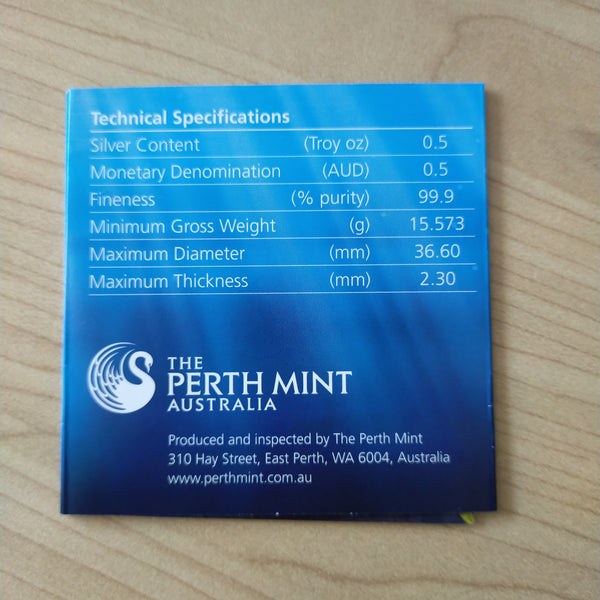 Technical Specifications
Silver Content (Troy oz) 0.5
Monetary Denomination (AUD) 0.5
Fineness (% purity) 99.9
Minimum Gross Weight (g) 15.573
Maximum Diameter (mm) 36.60
Maximum Thickness (mm) 2.30
THE
PERTH MINT
AUSTRALIA
Produced and inspected by The Perth Mint
310 Hay Street, East Perth, WA 6004, Australia
www.perthmint.com.au